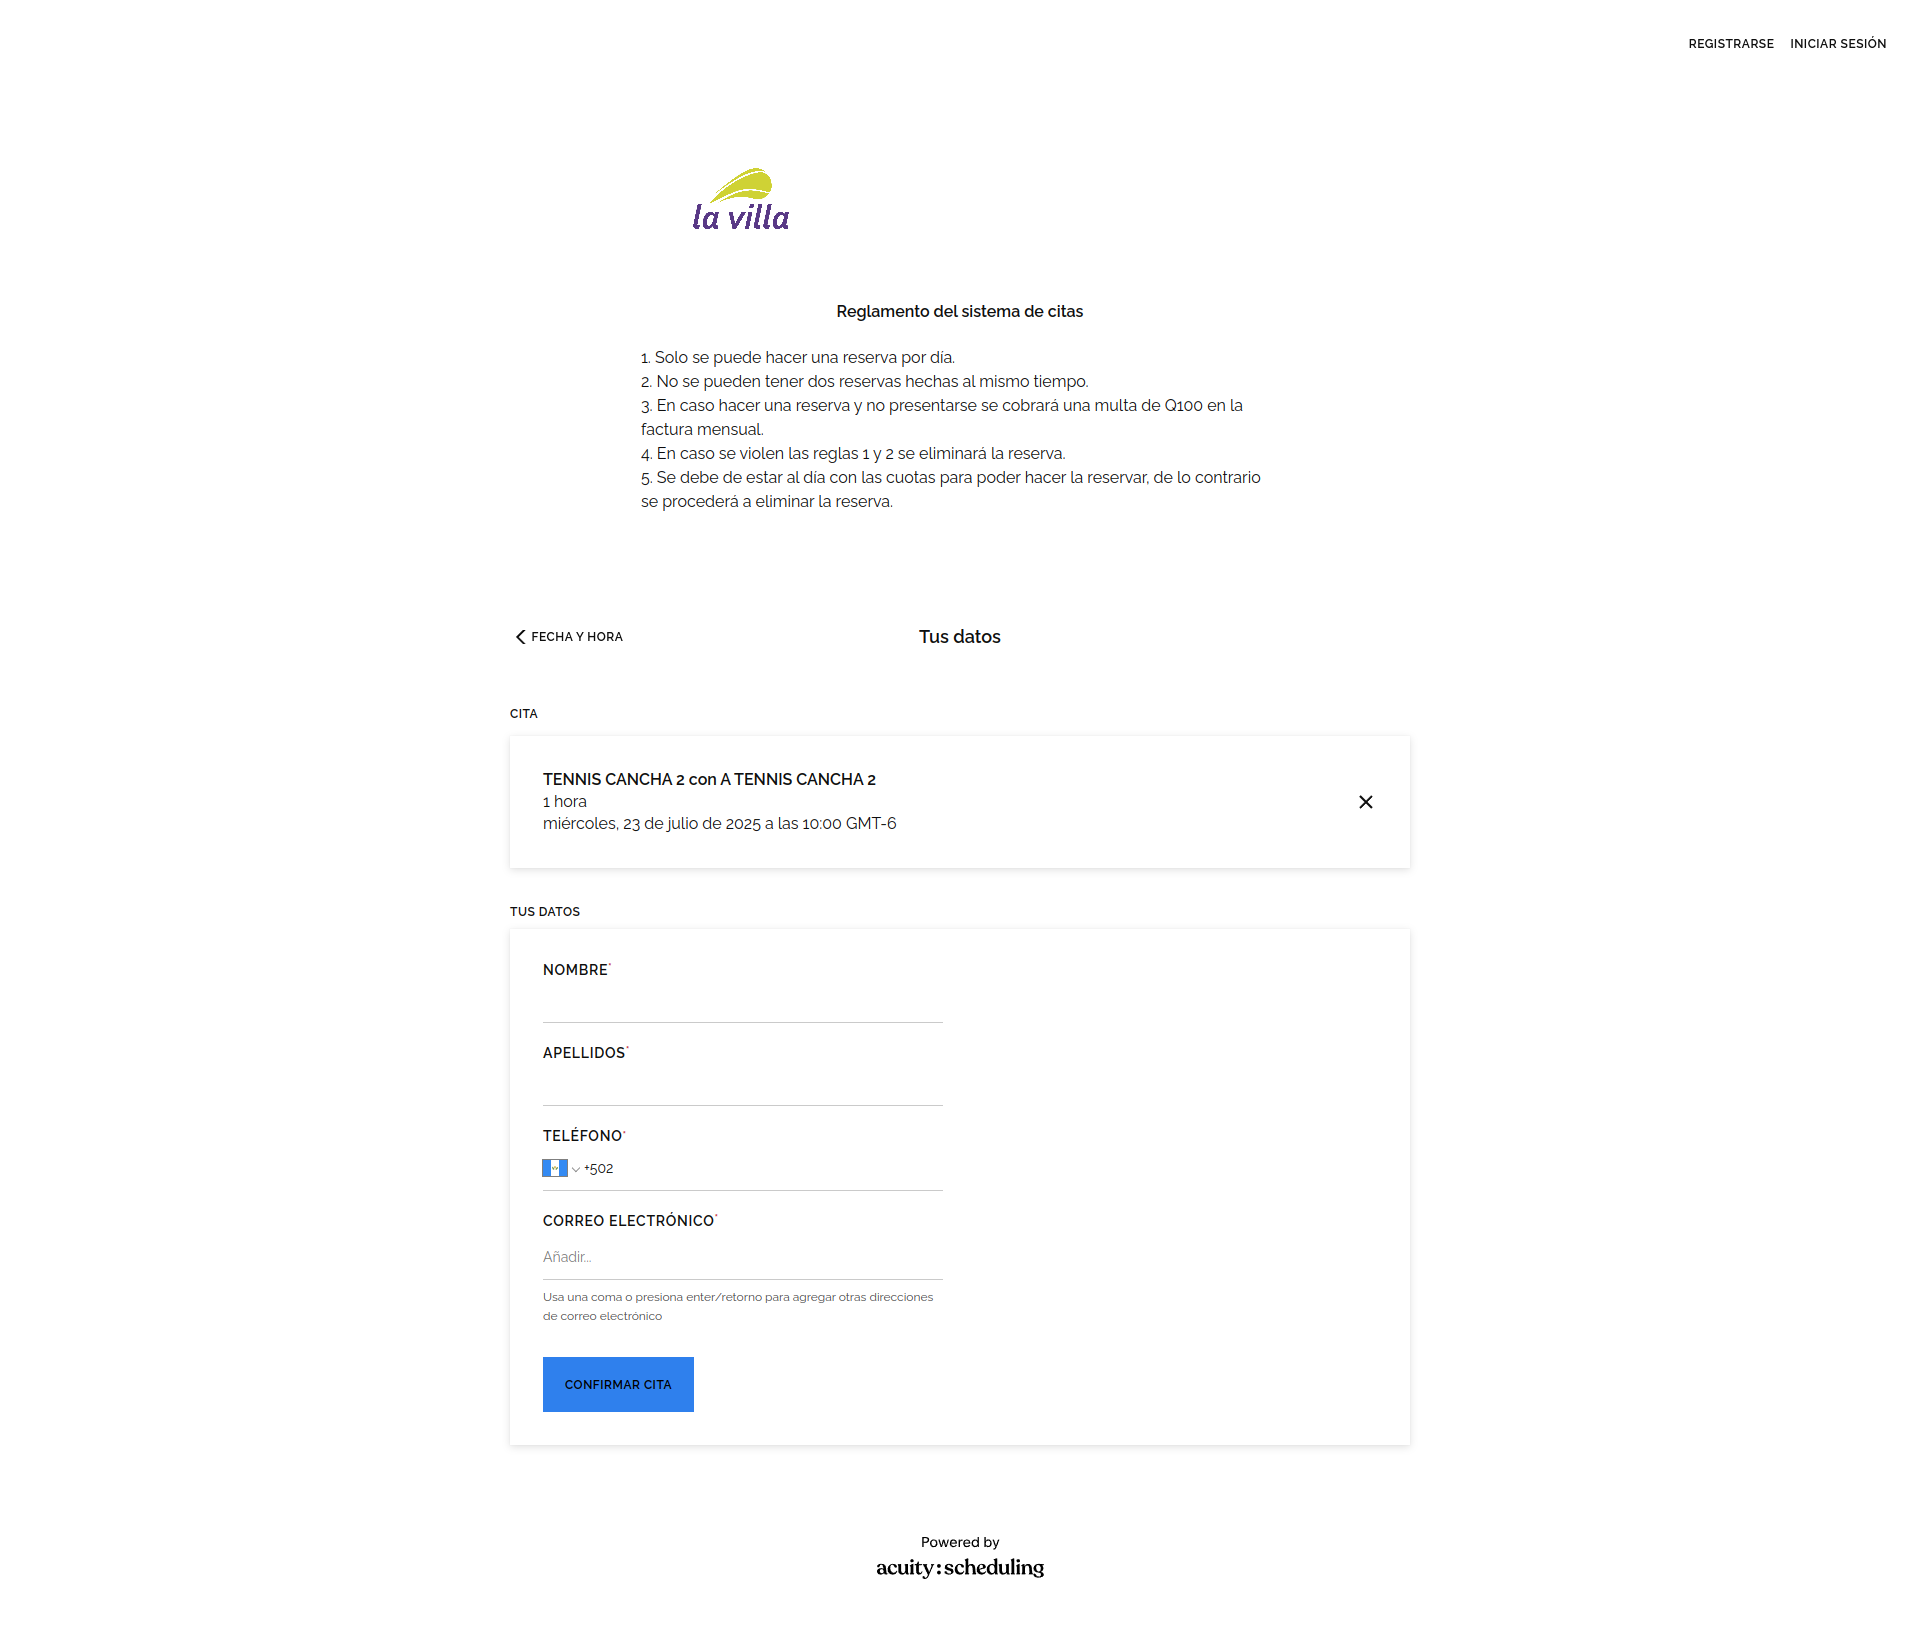 REGISTRARSE INICIAR SESIÓN
la villa
Reglamento del sistema de citas
1. Solo se puede hacer una reserva por día.
2. No se pueden tener dos reservas hechas al mismo tiempo.
3. En caso hacer una reserva y no presentarse se cobrará una multa de Q100 en la
factura mensual.
4. En caso se violen las reglas 1 y 2 se eliminará la reserva.
5. Se debe de estar al día con las cuotas para poder hacer la reservar, de lo contrario
se procederá a eliminar la reserva.
FECHA Y HORA
Tus datos
CITA
TENNIS CANCHA 2 con A TENNIS CANCHA 2
1 hora
miércoles, 23 de julio de 2025 a las 10:00 GMT-6
TUS DATOS
NOMBRE*
APELLIDOS*
TELÉFONO*
+502
CORREO ELECTRÓNICO*
Añadir...
Usa una coma o presiona enter/retorno para agregar otras direcciones
de correo electrónico
CONFIRMAR CITA
Powered by
acuity:scheduling